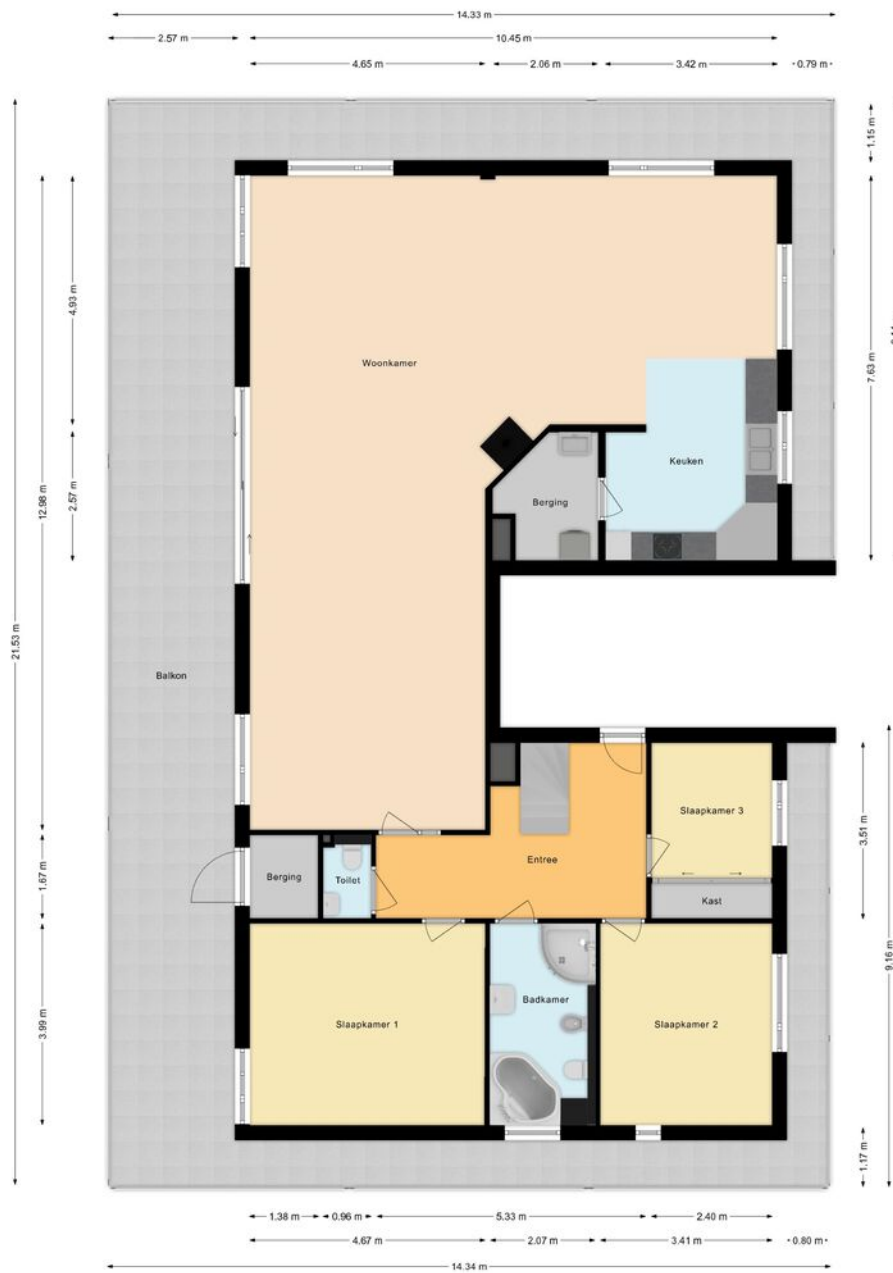 14.33 m
2.57 m
10.45 m
4.65 m
2.06 m
3.42 m
0.79 m
1.15 m
4.93 m
Woonkamer
7.63 m
Keuken
Berging
12.98 m
2.57 m
21.53 m
Balkon
Slaapkamer 3
3.51 m
Entree
Berging
Toilet
1.67 m
Kast
9.16 m
Badkamer
Slaapkamer 1
Slaapkamer 2
3.99 m
1.17 m
1.38 m
0.96 m
5.33 m
2.40 m
4.67 m
2.07 m
3.41 m
0.80 m
14.34 m